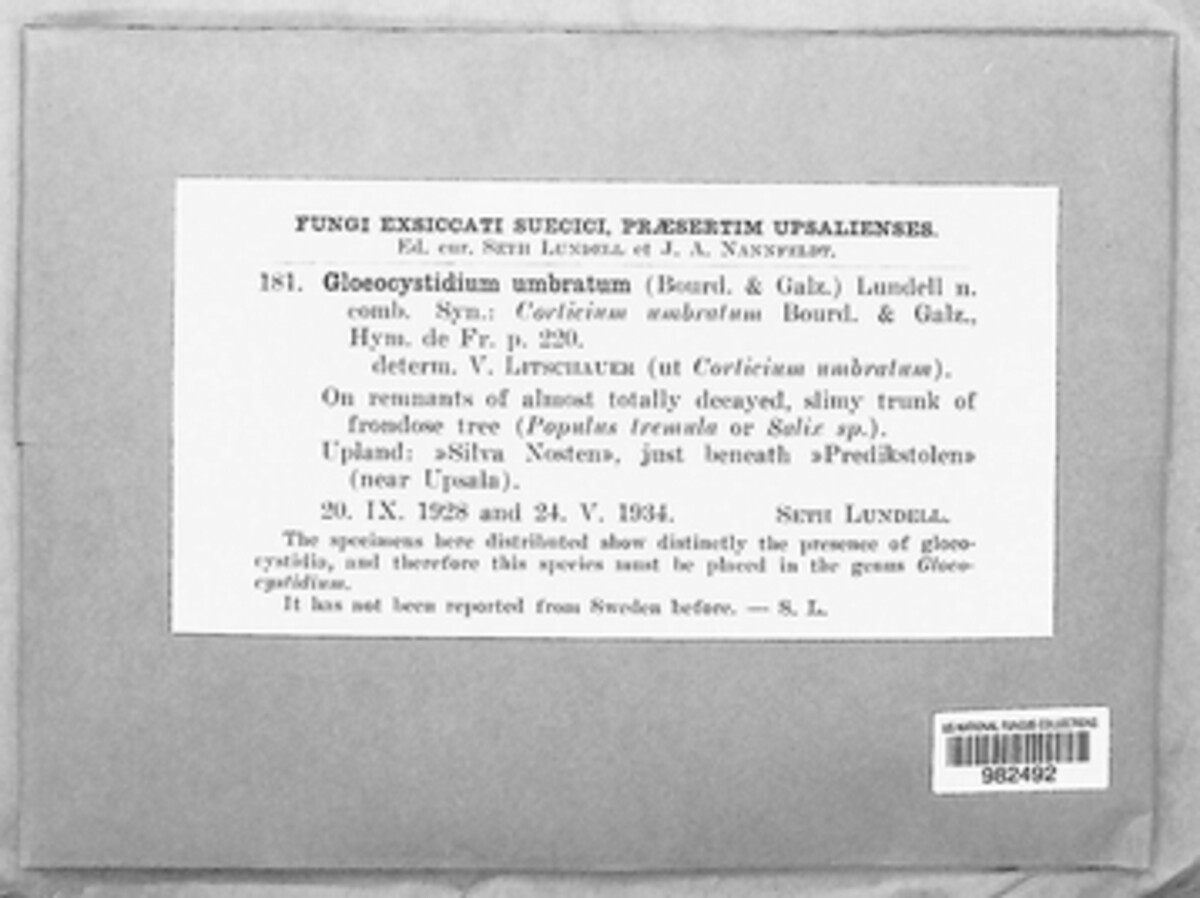 FUNGI EXSICCATI SUECICI, PRÆSERTIM UPSALIENSES.
Ed. cur. SETH LUNDELL et J. A. NANNFELDT.
181. Gloeocystidium umbratum (Bourd. & Galz.) Lundell n.
comb. Syn.: Corticium umbratum Bourd. & Galz.,
Hym. de Fr. p. 220.
determ. V. LITSCHAUER (ut Corticium umbratum).
On remnants of almost totally decayed, slimy trunk of
frondose tree (Populus tremula or Salix sp.).
Upland: »Silva Nosten», just beneath »Predikstolen»
(near Upsala).
20. IX. 1928 and 24. V. 1934. SETH LUNDELL.
The specimens here distributed show distinctly the presence of gloeo-
cystidia, and therefore this species must be placed in the genus Gloeo-
cystidium.
It has not been reported from Sweden before. — S. L.
US NATIONAL FUNGUS COLLECTIONS
982492